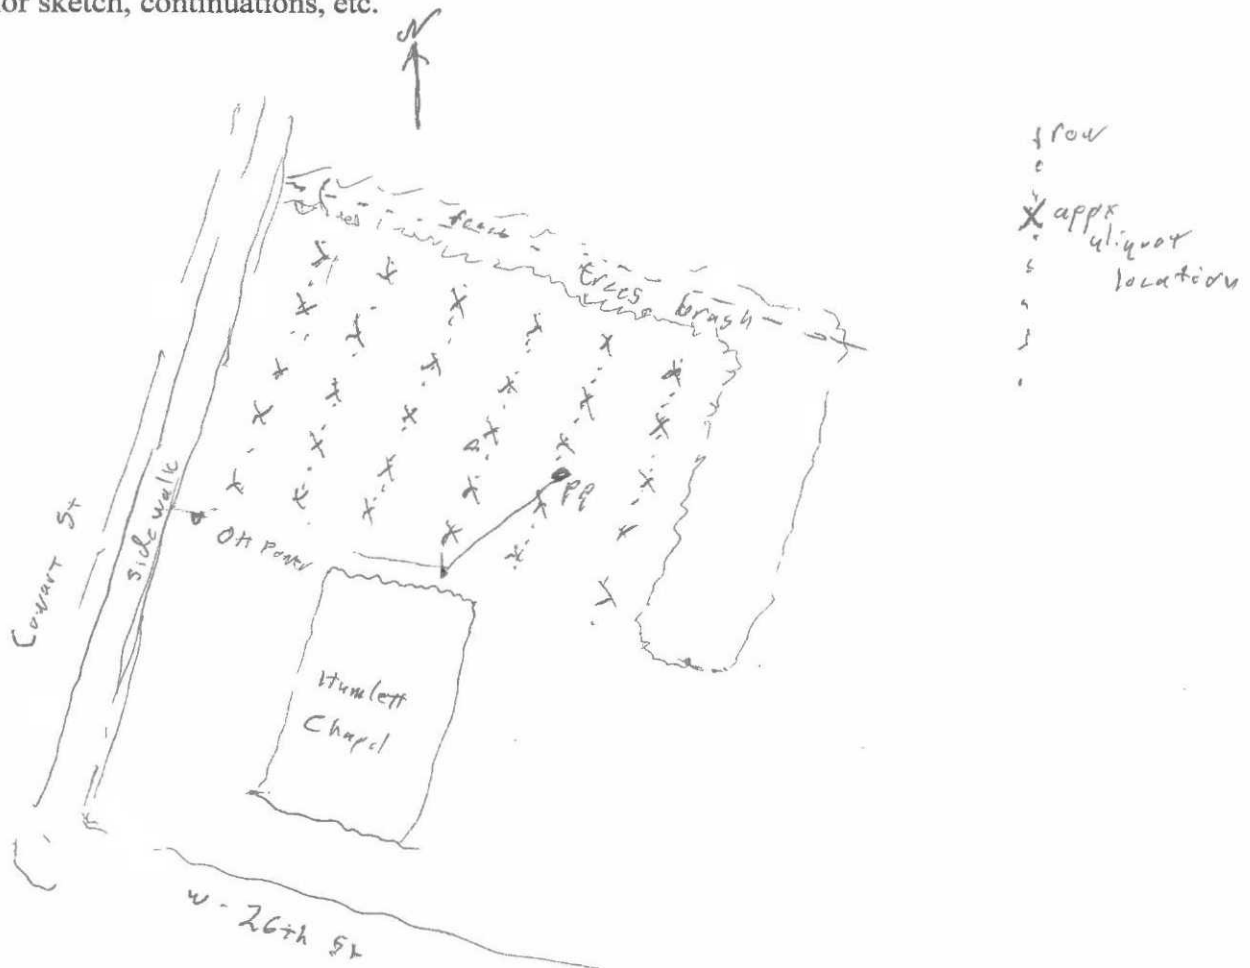 or sketch, continuations, etc.
N
row
X appx
aliquot
location
fence
trees brush
sidewalk
PP
OH Power
Cowart St
Hamlett
Chapel
W. 26th St